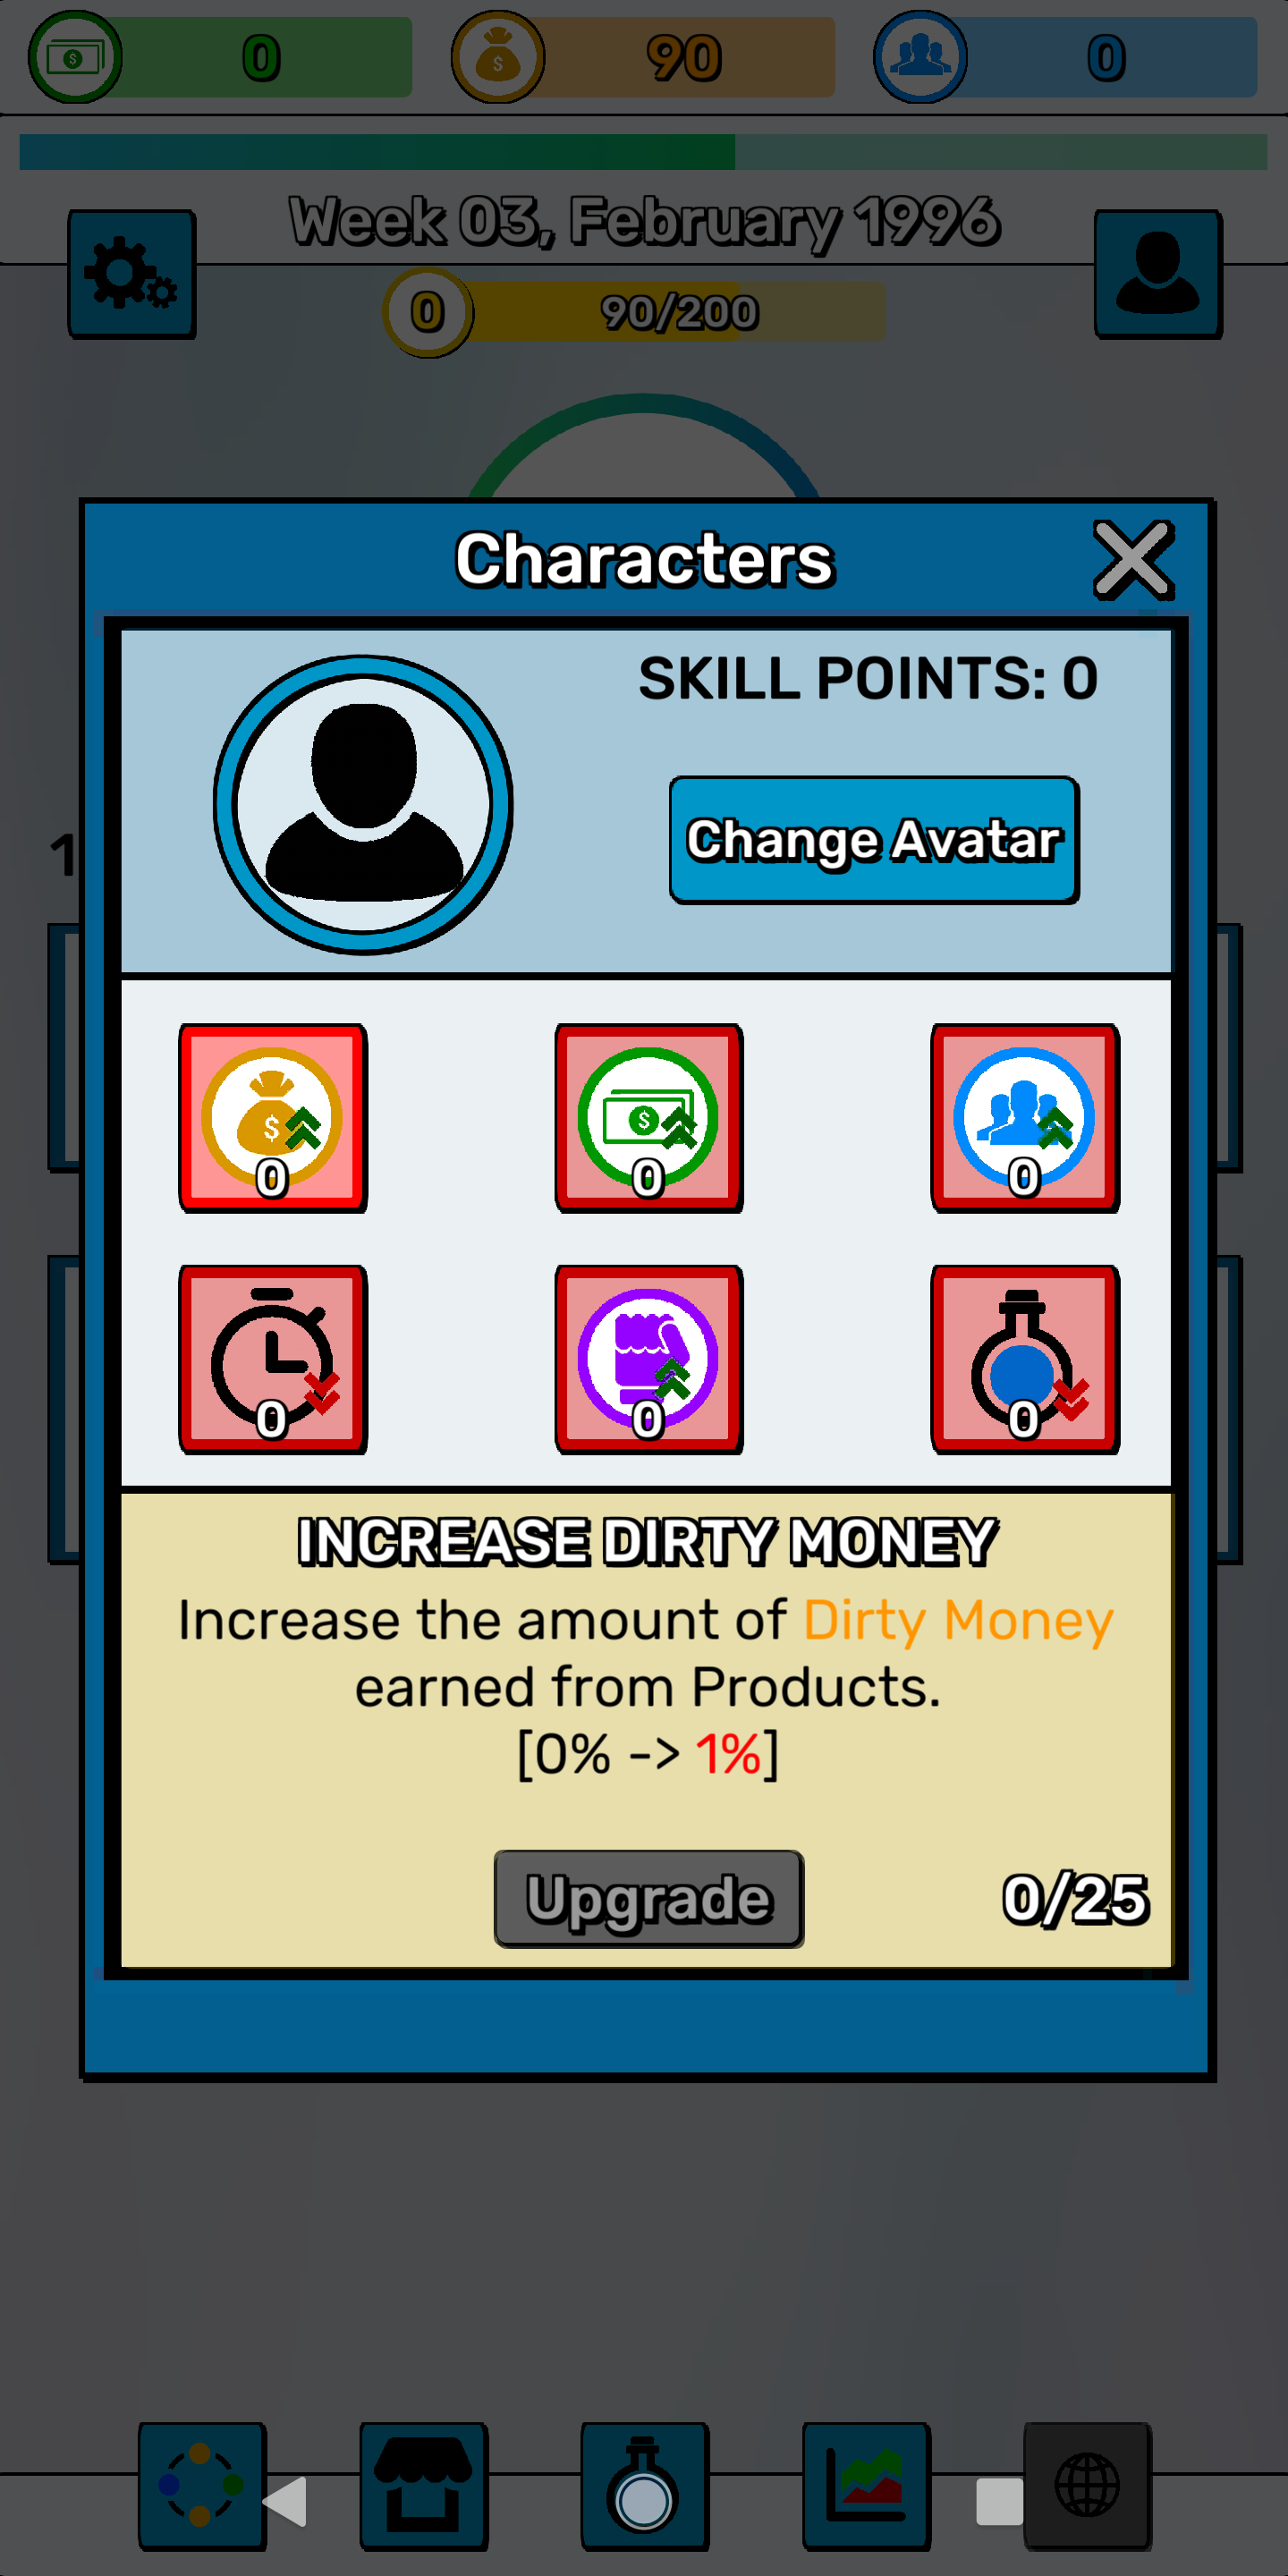 0
90
0
Week 03, February 1996
0
90/200
Characters
SKILL POINTS: 0
Change Avatar
1
0
0
0
0
0
0
INCREASE DIRTY MONEY
Increase the amount of Dirty Money
earned from Products.
[0% -> 1%]
Upgrade
0/25